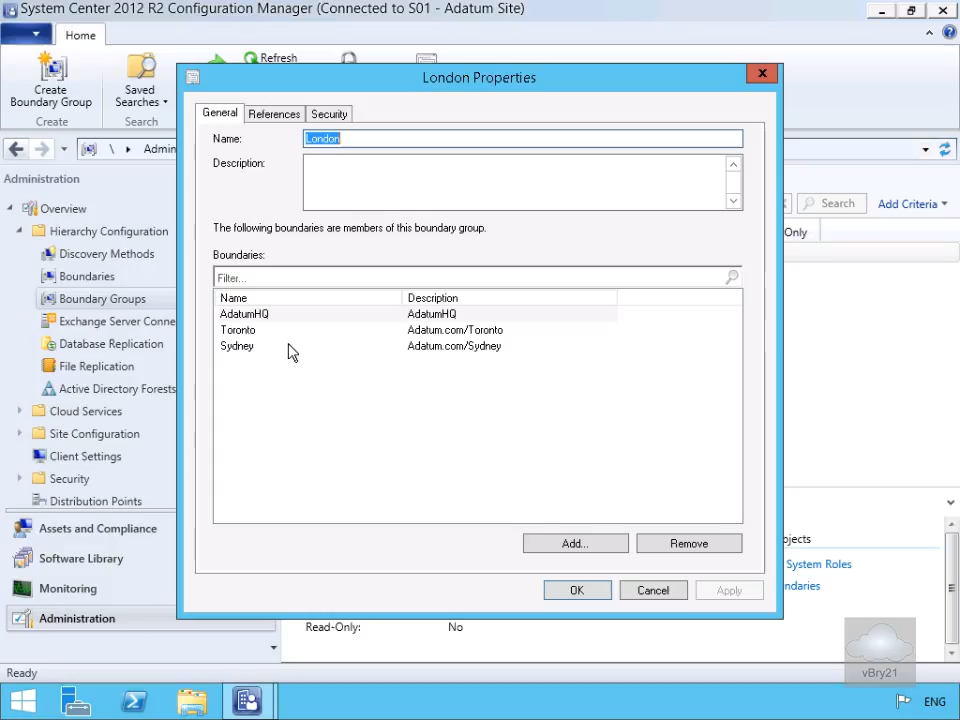 System Center 2012 R2 Configuration Manager (Connected to S01 - Adatum Site)
Home
Create
Boundary Group
Create
Saved
Searches
Search
Refresh
Admin
Search
Add Criteria
Only
Administration
Overview
Hierarchy Configuration
Discovery Methods
Boundaries
Boundary Groups
Exchange Server Conne
Database Replication
File Replication
Active Directory Forests
Cloud Services
Site Configuration
Client Settings
Security
Distribution Points
Assets and Compliance
Software Library
Monitoring
Administration
London Properties
General References Security
Name: London
Description:
The following boundaries are members of this boundary group.
Boundaries:
Filter...
Name Description
AdatumHQ AdatumHQ
Toronto Adatum.com/Toronto
Sydney Adatum.com/Sydney
Add... Remove
OK Cancel Apply
ojects
System Roles
ndaries
Read-Only: No
vBry21
Ready
ENG